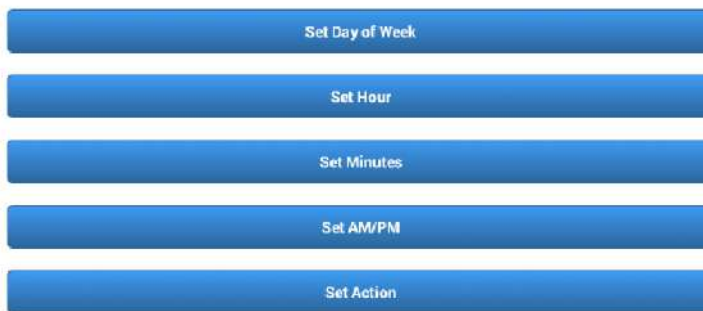 Set Day of Week
Set Hour
Set Minutes
Set AM/PM
Set Action